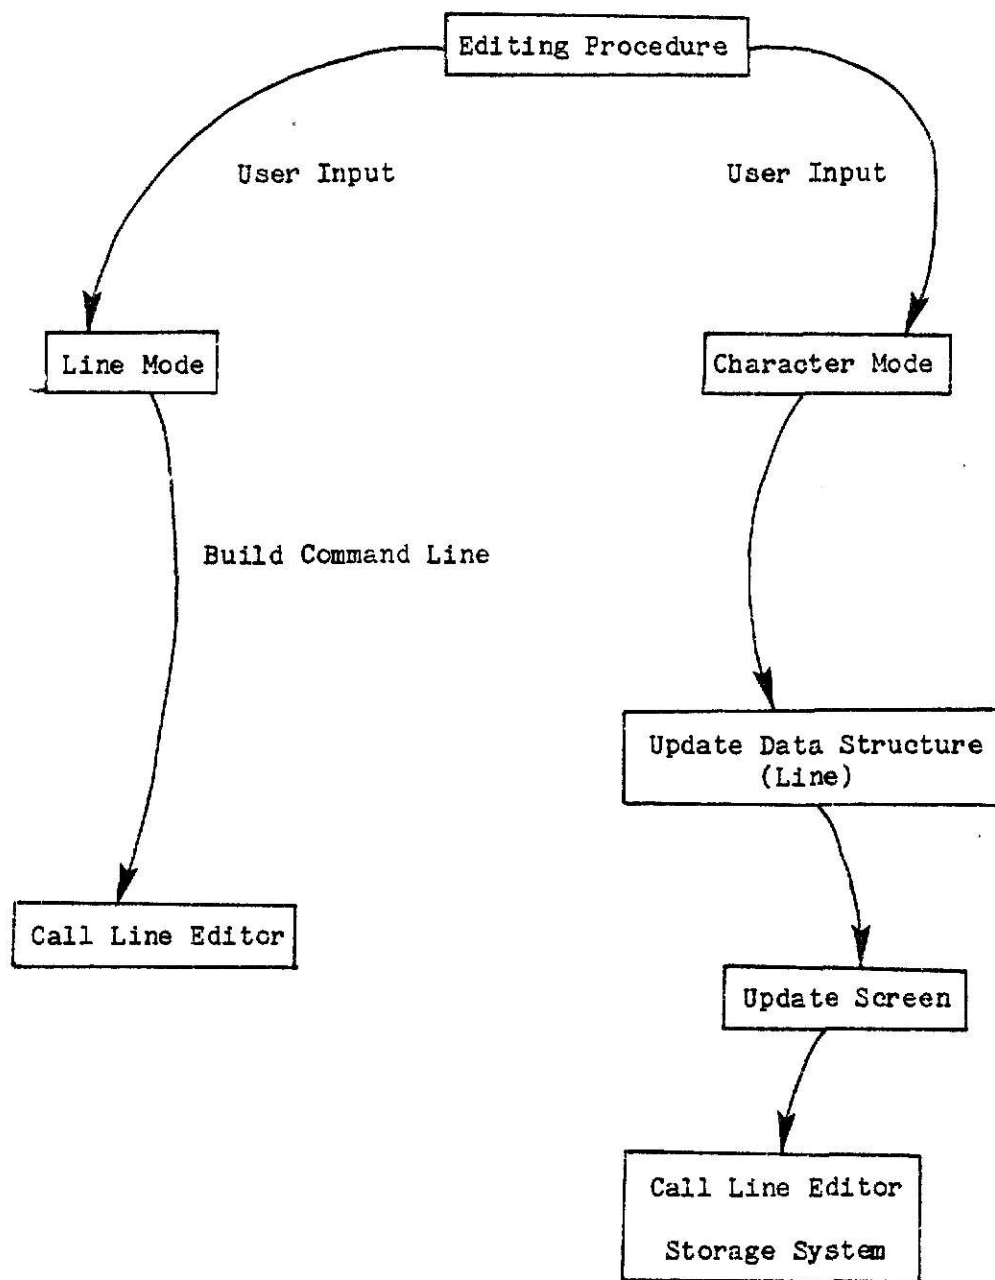 Editing Procedure
User Input
User Input
Line Mode
Character Mode
Build Command Line
Update Data Structure
(Line)
Call Line Editor
Update Screen
Call Line Editor
Storage System